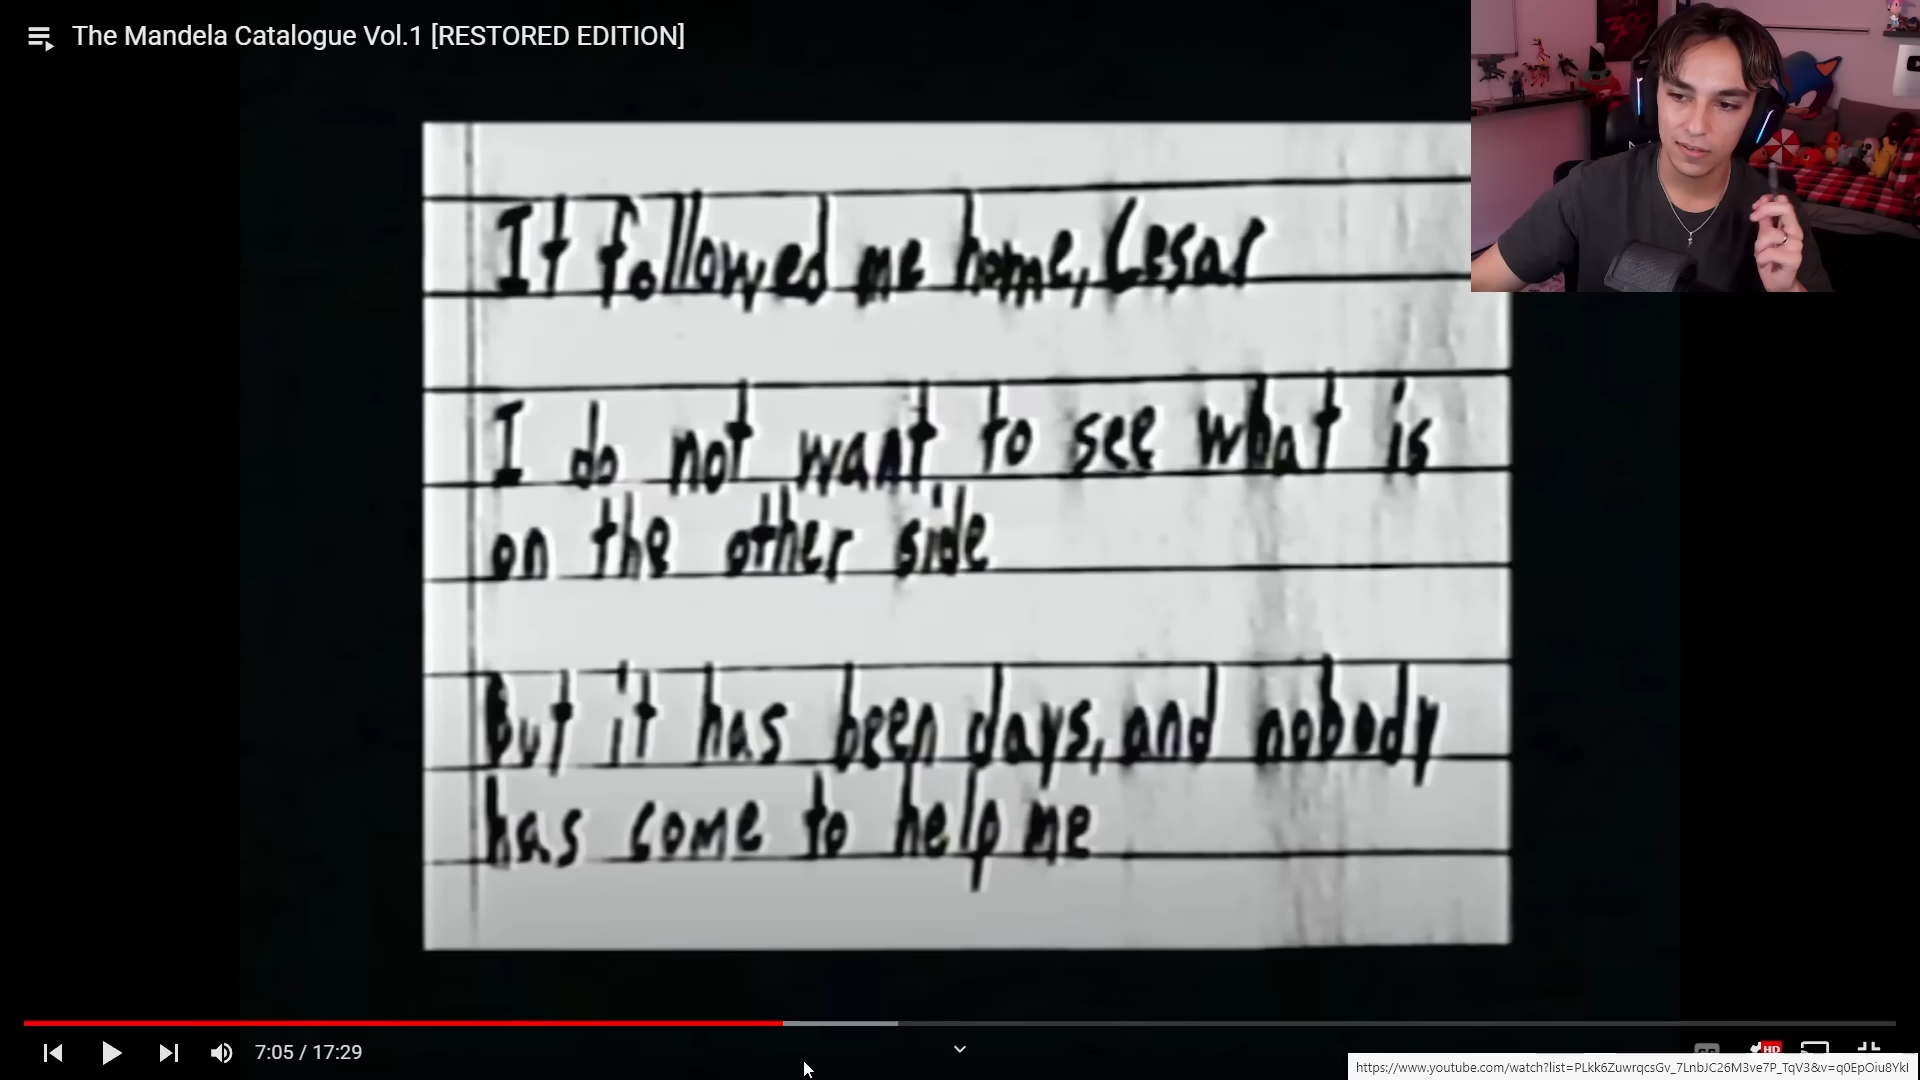 The Mandela Catalogue Vol.1 [RESTORED EDITION]
It followed me home, Cesar
I do not want to see what is
on the other side
But it has been days, and nobody
has come to help me
7:05 / 17:29
HD
https://www.youtube.com/watch?list=PLkk6ZuwrqcsGv_7LnbJC26M3ve7P_TqV3&v=q0EpOiu8YkI